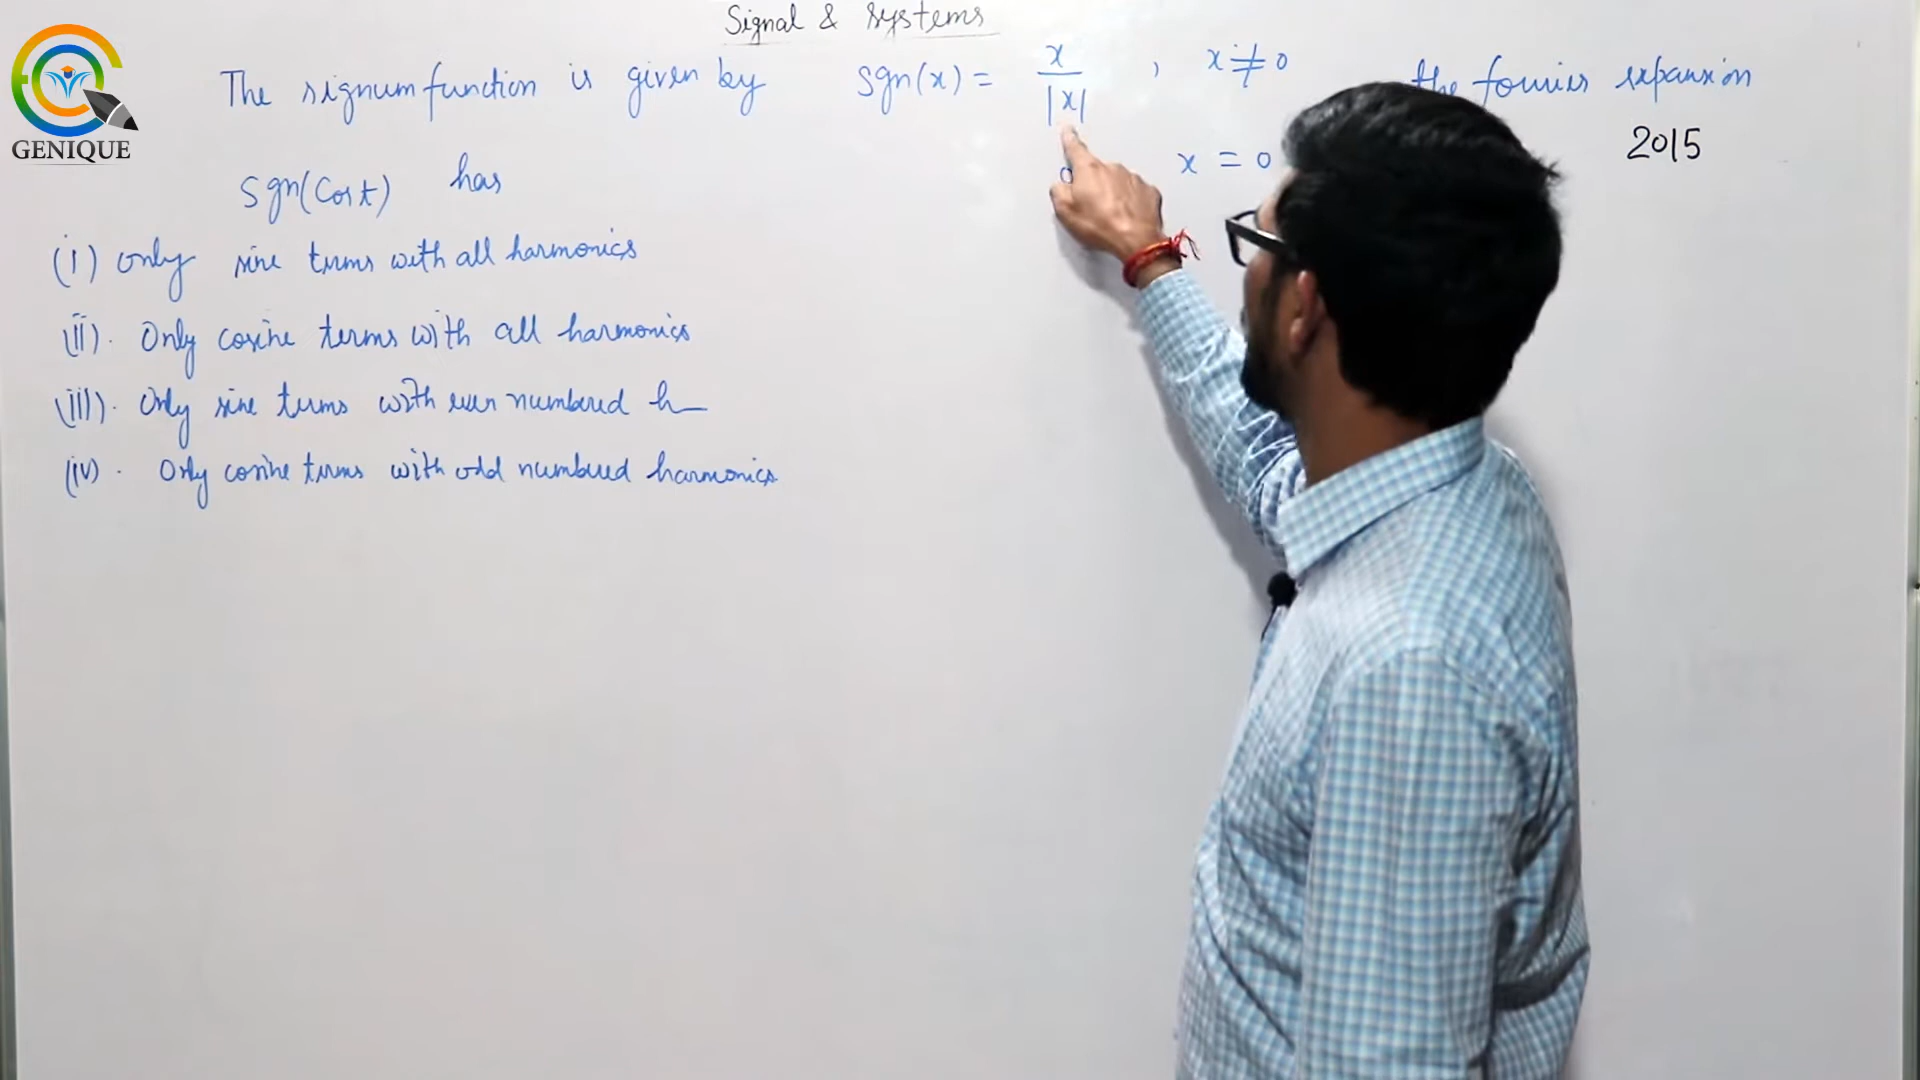 Signal & Systems
GENIQUE
The signum function is given by sgn(x) = x / |x| , x ≠ 0 the fourier expansion
0 x = 0 2015
sgn(cost) has
(i) only sine terms with all harmonics
(ii). Only cosine terms with all harmonics
(iii). Only sine terms with even numbered h
(iv). Only cosine terms with odd numbered harmonics